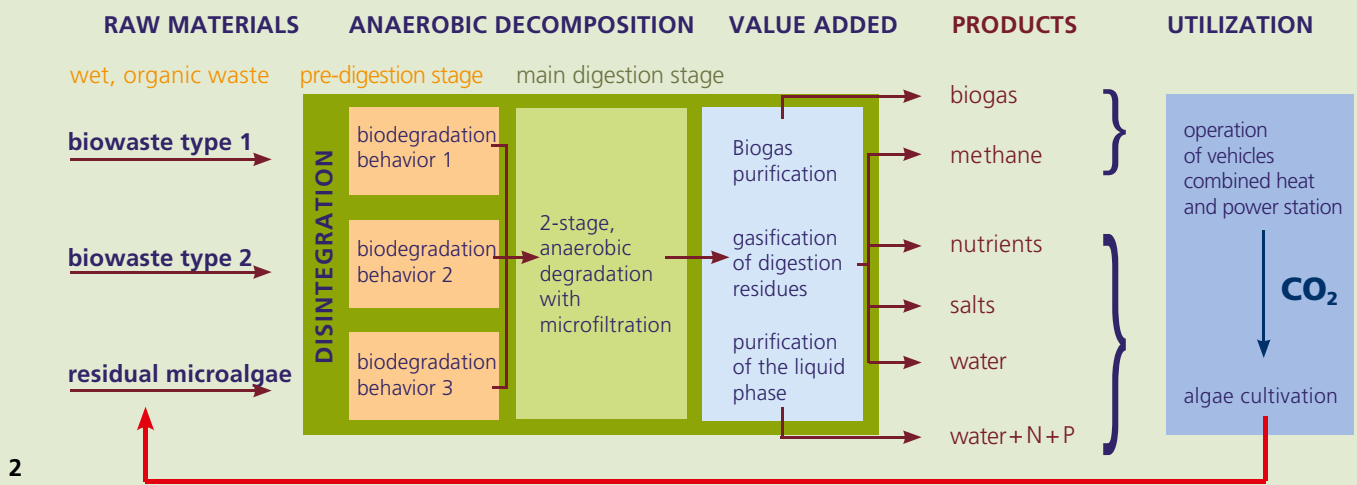 RAW MATERIALS
ANAEROBIC DECOMPOSITION
VALUE ADDED
PRODUCTS
UTILIZATION
wet, organic waste
pre-digestion stage
main digestion stage
biowaste type 1
biowaste type 2
residual microalgae
DISINTEGRATION
biodegradation
behavior 1
biodegradation
behavior 2
biodegradation
behavior 3
2-stage,
anaerobic
degradation
with
microfiltration
Biogas
purification
gasification
of digestion
residues
purification
of the liquid
phase
biogas
methane
nutrients
salts
water
water+N+P
operation
of vehicles
combined heat
and power station
CO₂
algae cultivation
2